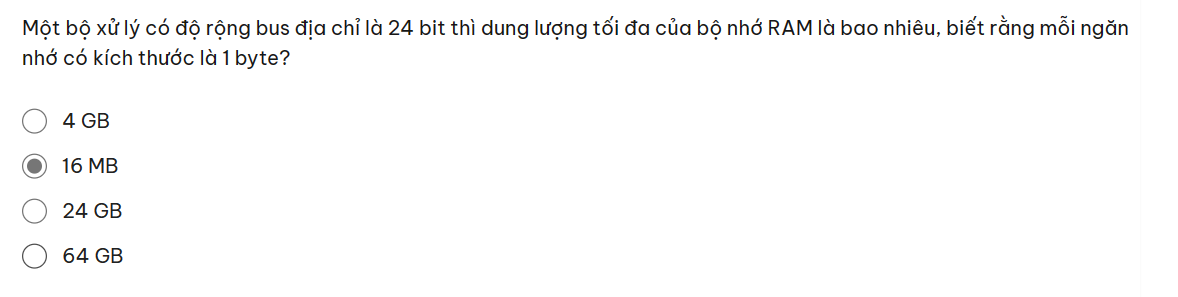 Một bộ xử lý có độ rộng bus địa chỉ là 24 bit thì dung lượng tối đa của bộ nhớ RAM là bao nhiêu, biết rằng mỗi ngăn
nhớ có kích thước là 1 byte?
4 GB
16 MB
24 GB
64 GB